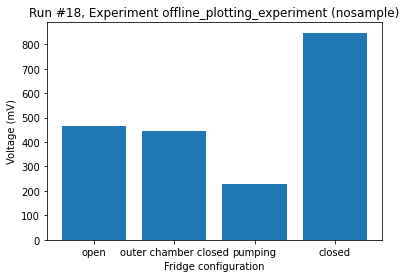 Run #18, Experiment offline_plotting_experiment (nosample)
Voltage (mV)
800
700
600
500
400
300
200
100
0
open
outer chamber closed
pumping
closed
Fridge configuration